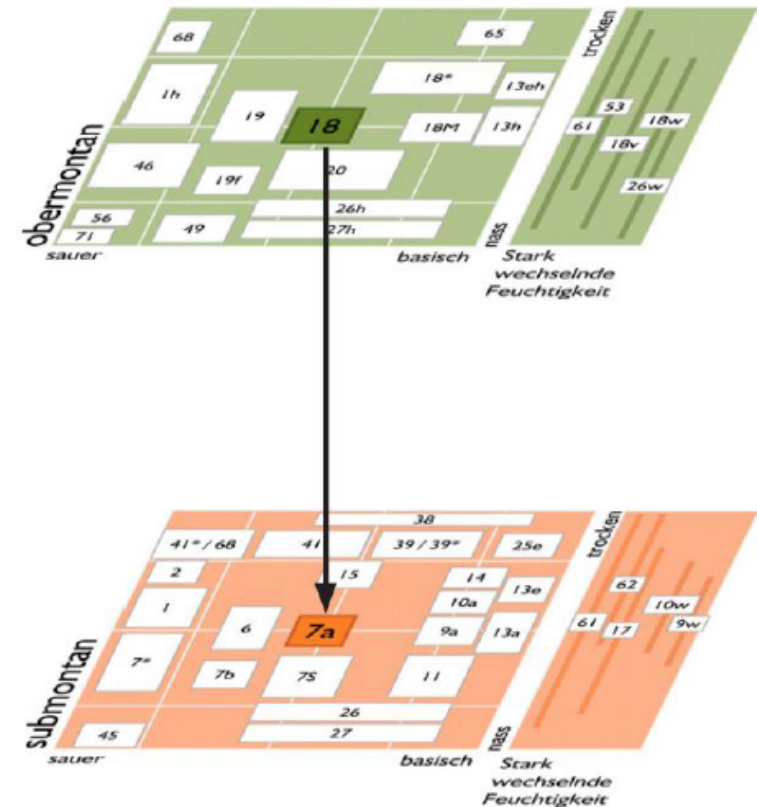 68
65
trocken
1h
18*
13eh
19
18
18M
13h
53
61
18w
18v
46
19f
20
26w
obermontan
56
71
49
26h
27h
nass
sauer
basisch
Stark
wechselnde
Feuchtigkeit
38
trocken
41* / 68
41
39 / 39*
25e
2
15
14
13e
62
1
10a
10w
6
7a
9a
13a
61
17
9w
7*
7b
7S
11
submontan
45
26
27
nass
sauer
basisch
Stark
wechselnde
Feuchtigkeit